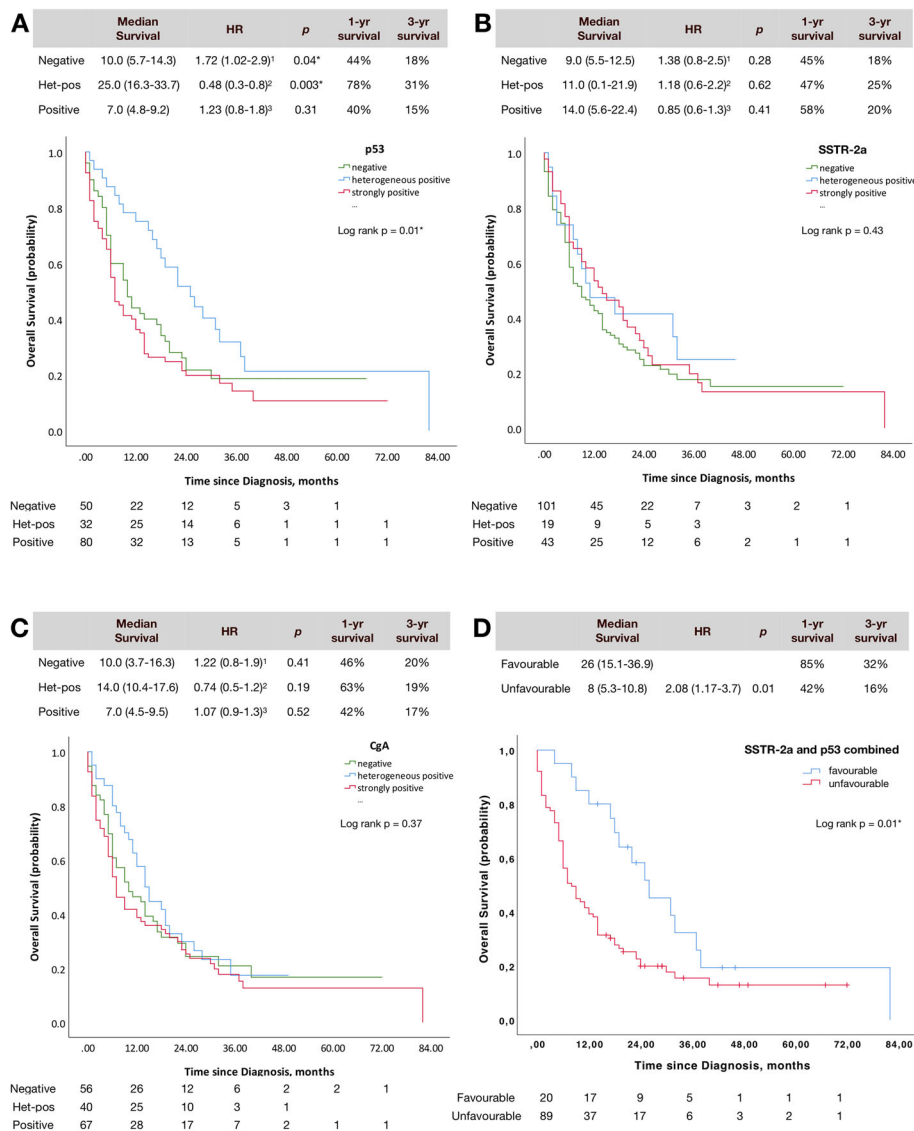 A
Median Survival HR p 1-yr survival 3-yr survival
Negative 10.0 (5.7-14.3) 1.72 (1.02-2.9)¹ 0.04* 44% 18%
Het-pos 25.0 (16.3-33.7) 0.48 (0.3-0.8)² 0.003* 78% 31%
Positive 7.0 (4.8-9.2) 1.23 (0.8-1.8)³ 0.31 40% 15%
p53
negative
heterogeneous positive
strongly positive
...
Log rank p = 0.01*
Overall Survival (probability)
1.0
0.8
0.6
0.4
0.2
0.0
.00 12.00 24.00 36.00 48.00 60.00 72.00 84.00
Time since Diagnosis, months
Negative 50 22 12 5 3 1
Het-pos 32 25 14 6 1 1 1
Positive 80 32 13 5 1 1 1
B
Median Survival HR p 1-yr survival 3-yr survival
Negative 9.0 (5.5-12.5) 1.38 (0.8-2.5)¹ 0.28 45% 18%
Het-pos 11.0 (0.1-21.9) 1.18 (0.6-2.2)² 0.62 47% 25%
Positive 14.0 (5.6-22.4) 0.85 (0.6-1.3)³ 0.41 58% 20%
SSTR-2a
negative
heterogeneous positive
strongly positive
...
Log rank p = 0.43
Overall Survival (probability)
1.0
0.8
0.6
0.4
0.2
0.0
.00 12.00 24.00 36.00 48.00 60.00 72.00 84.00
Time since Diagnosis, months
Negative 101 45 22 7 3 2 1
Het-pos 19 9 5 3
Positive 43 25 12 6 2 1 1
C
Median Survival HR p 1-yr survival 3-yr survival
Negative 10.0 (3.7-16.3) 1.22 (0.8-1.9)¹ 0.41 46% 20%
Het-pos 14.0 (10.4-17.6) 0.74 (0.5-1.2)² 0.19 63% 19%
Positive 7.0 (4.5-9.5) 1.07 (0.9-1.3)³ 0.52 42% 17%
CgA
negative
heterogeneous positive
strongly positive
...
Log rank p = 0.37
Overall Survival (probability)
1.0
0.8
0.6
0.4
0.2
0.0
.00 12.00 24.00 36.00 48.00 60.00 72.00 84.00
Time since Diagnosis, months
Negative 56 26 12 6 2 2 1
Het-pos 40 25 10 3 1
Positive 67 28 17 7 2 1 1
D
Median Survival HR p 1-yr survival 3-yr survival
Favourable 26 (15.1-36.9) 85% 32%
Unfavourable 8 (5.3-10.8) 2.08 (1.17-3.7) 0.01 42% 16%
SSTR-2a and p53 combined
favourable
unfavourable
Log rank p = 0.01*
Overall Survival (probability)
1,0
0,8
0,6
0,4
0,2
0,0
,00 12,00 24,00 36,00 48,00 60,00 72,00 84,00
Time since Diagnosis, months
Favourable 20 17 9 5 1 1 1
Unfavourable 89 37 17 6 3 2 1